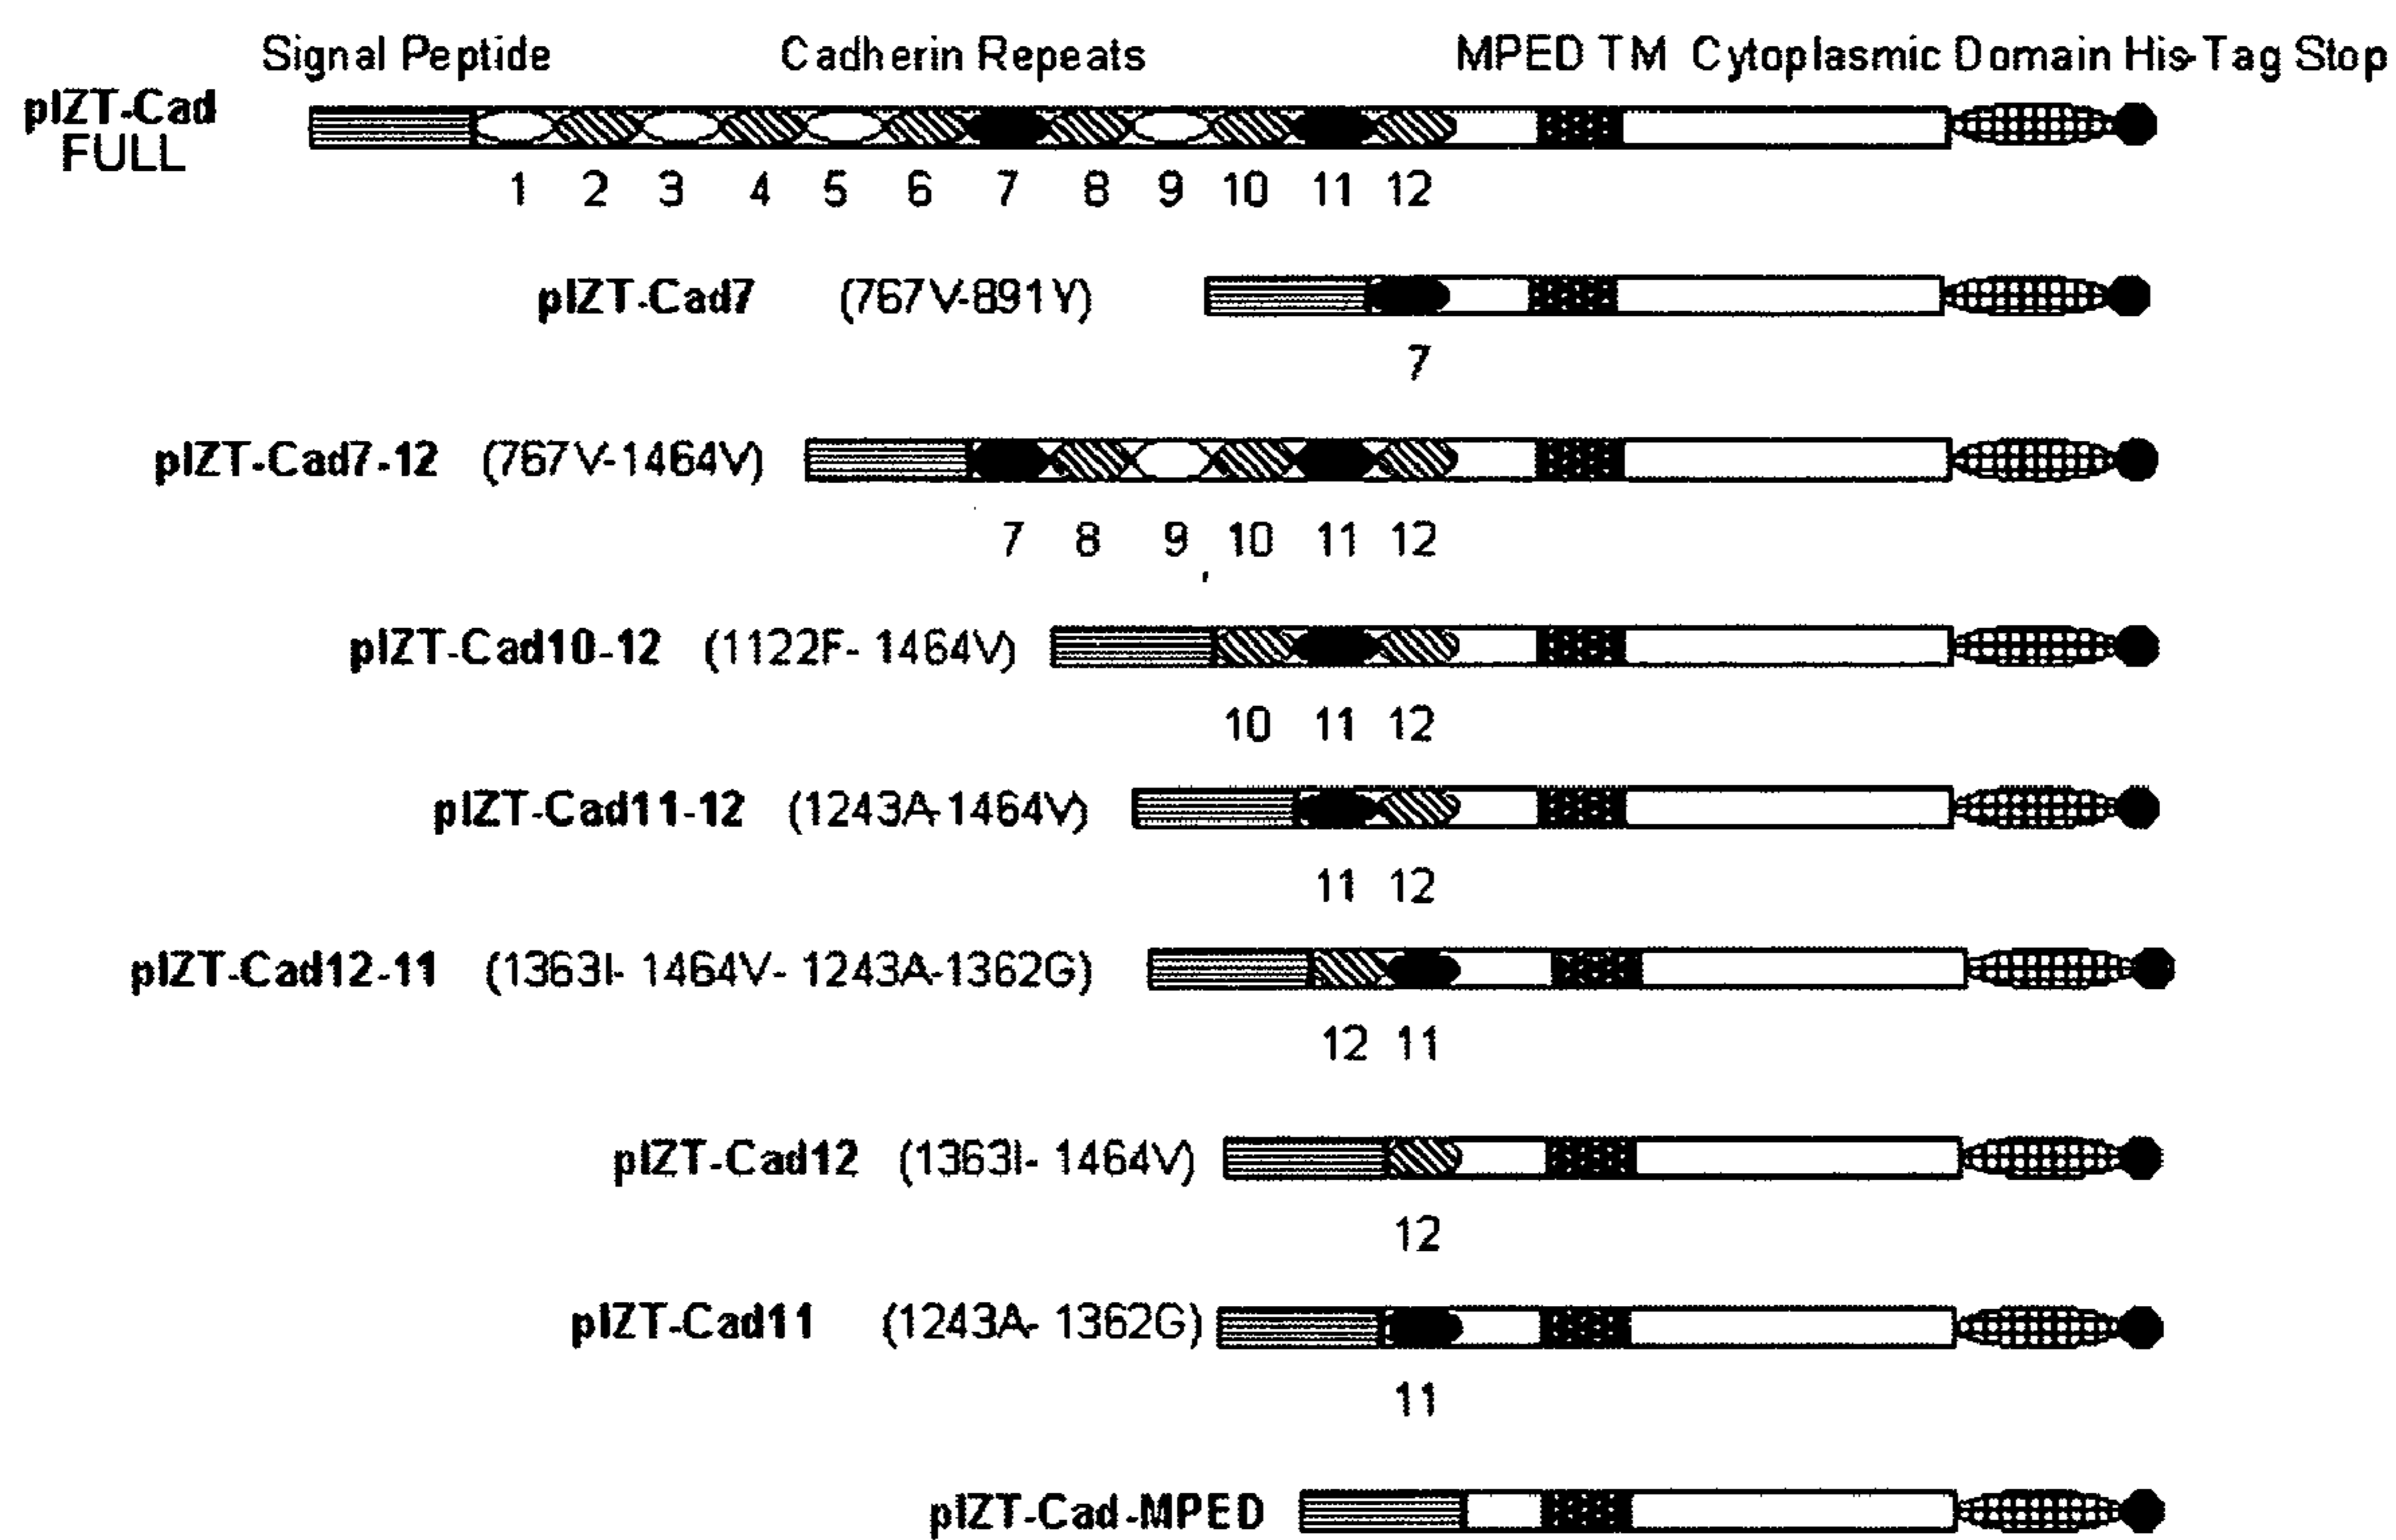 Signal Peptide Cadherin Repeats MPED TM Cytoplasmic Domain His-Tag Stop
pIZT-Cad
FULL
1 2 3 4 5 6 7 8 9 10 11 12
pIZT-Cad7 (767V-891Y)
7
pIZT-Cad7-12 (767V-1464V)
7 8 9 10 11 12
pIZT-Cad10-12 (1122F- 1464V)
10 11 12
pIZT-Cad11-12 (1243A-1464V)
11 12
pIZT-Cad12-11 (1363I- 1464V- 1243A-1362G)
12 11
pIZT-Cad12 (1363I- 1464V)
12
pIZT-Cad11 (1243A- 1362G)
11
pIZT-Cad-MPED